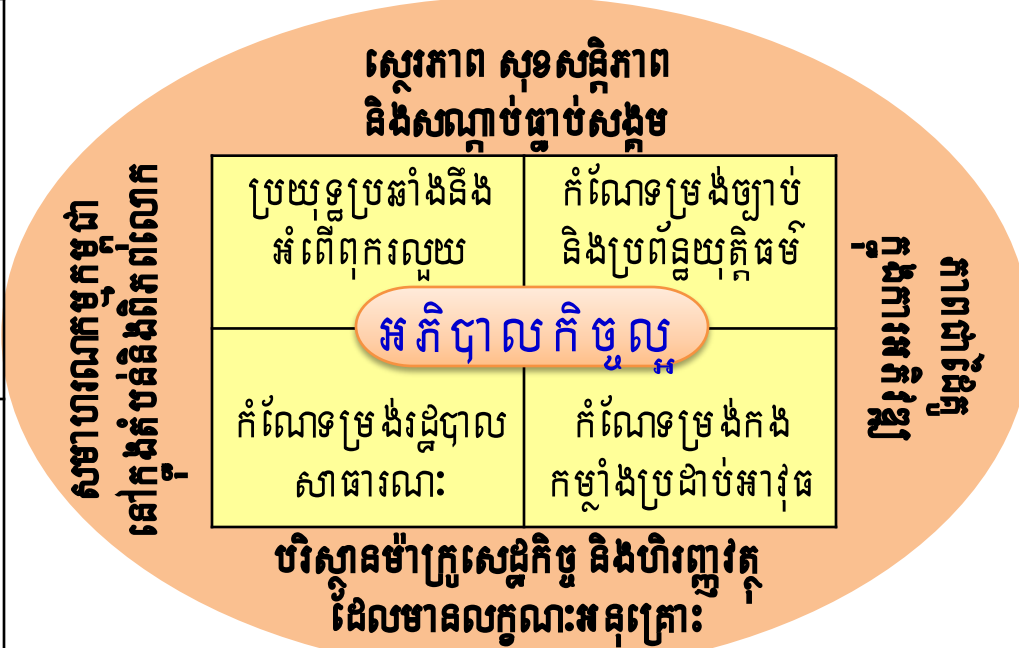 ស្ថេរភាព សុខសន្តិភាព
និងសណ្តាប់ធ្នាប់សង្គម
សមាហរណកម្មកម្ពុជា
នៅក្នុងតំបន់និងពិភពលោក
ប្រយុទ្ធប្រឆាំងនឹង
អំពើពុករលួយ
កំណែទម្រង់ច្បាប់
និងប្រព័ន្ធយុត្តិធម៌
អភិបាលកិច្ចល្អ
កំណែទម្រង់រដ្ឋបាល
សាធារណៈ
កំណែទម្រង់កង
កម្លាំងប្រដាប់អាវុធ
ភាពជាដៃគូ
ក្នុងការអភិវឌ្ឍ
បរិស្ថានម៉ាក្រូសេដ្ឋកិច្ច និងហិរញ្ញវត្ថុ
ដែលមានលក្ខណៈអនុគ្រោះ